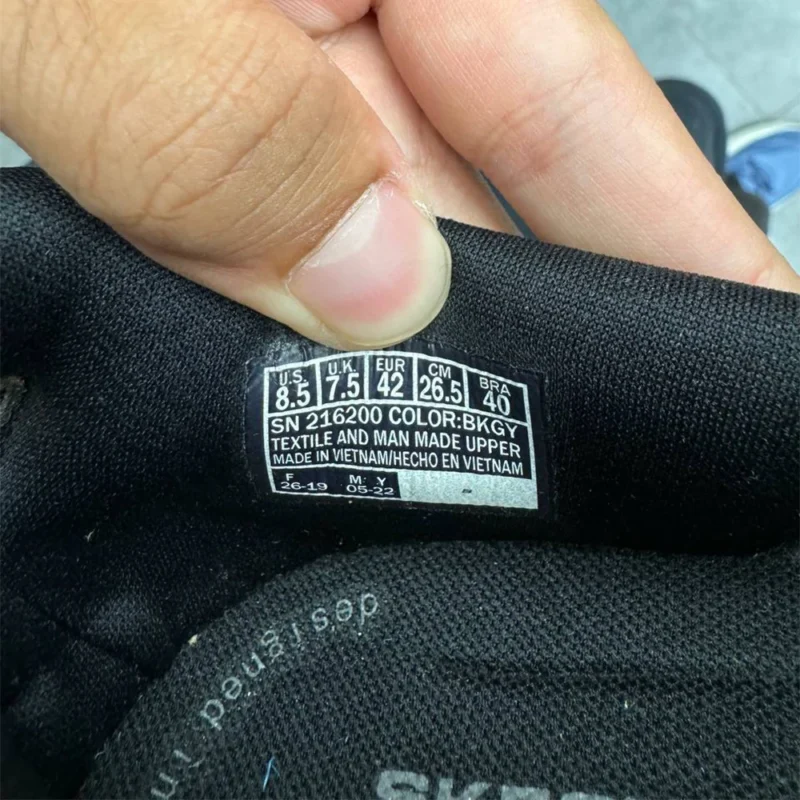 U.S. U.K. EUR CM BRA
8.5 7.5 42 26.5 40
SN 216200 COLOR:BKGY
TEXTILE AND MAN MADE UPPER
MADE IN VIETNAM/HECHO EN VIETNAM
F M Y
26-19 05-22
designed